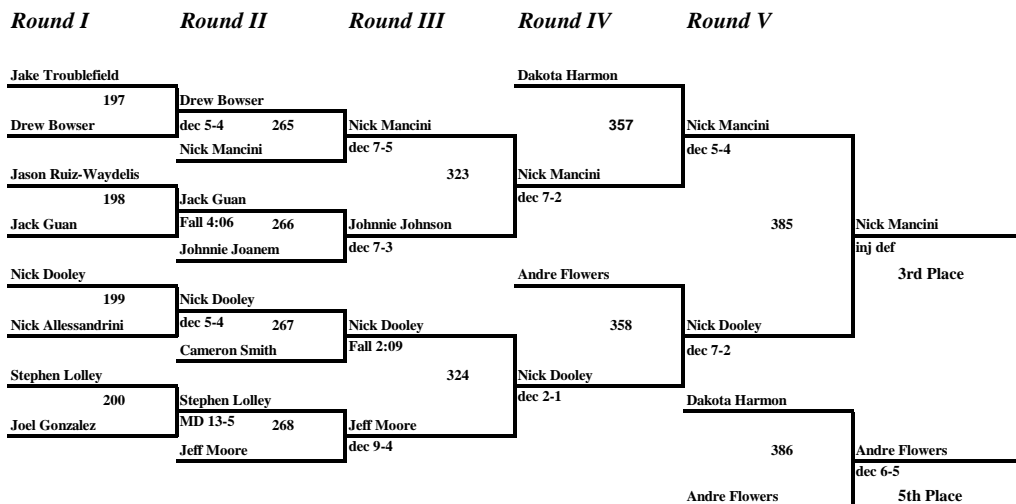 Round I Round II Round III Round IV Round V
Jake Troublefield Dakota Harmon
197 Drew Bowser
Drew Bowser dec 5-4 265 Nick Mancini 357 Nick Mancini
Nick Mancini dec 7-5 dec 5-4
Jason Ruiz-Waydelis 323 Nick Mancini
198 Jack Guan dec 7-2
Jack Guan Fall 4:06 266 Johnnie Johnson 385 Nick Mancini
Johnnie Joanem dec 7-3 inj def
Nick Dooley Andre Flowers 3rd Place
199 Nick Dooley
Nick Allessandrini dec 5-4 267 Nick Dooley 358 Nick Dooley
Cameron Smith Fall 2:09 dec 7-2
Stephen Lolley 324 Nick Dooley
200 Stephen Lolley dec 2-1 Dakota Harmon
Joel Gonzalez MD 13-5 268 Jeff Moore
Jeff Moore dec 9-4 386 Andre Flowers
dec 6-5
Andre Flowers 5th Place